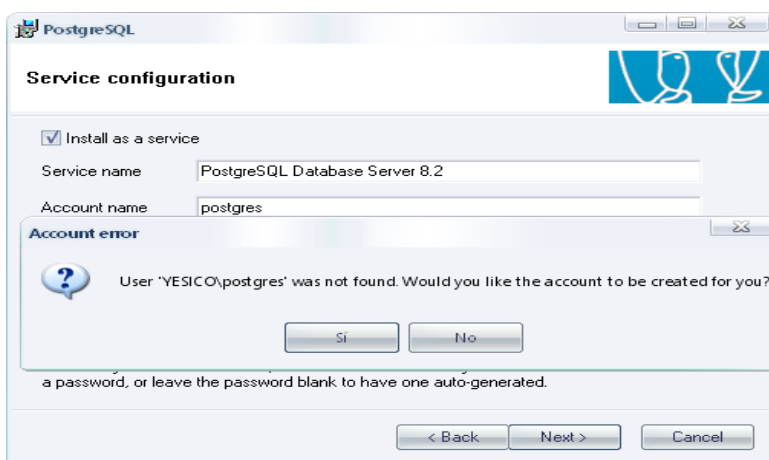 PostgreSQL
Service configuration
Install as a service
Service name PostgreSQL Database Server 8.2
Account name postgres
Account error
User 'YESICO\postgres' was not found. Would you like the account to be created for you?
Sí No
a password, or leave the password blank to have one auto-generated.
< Back Next > Cancel